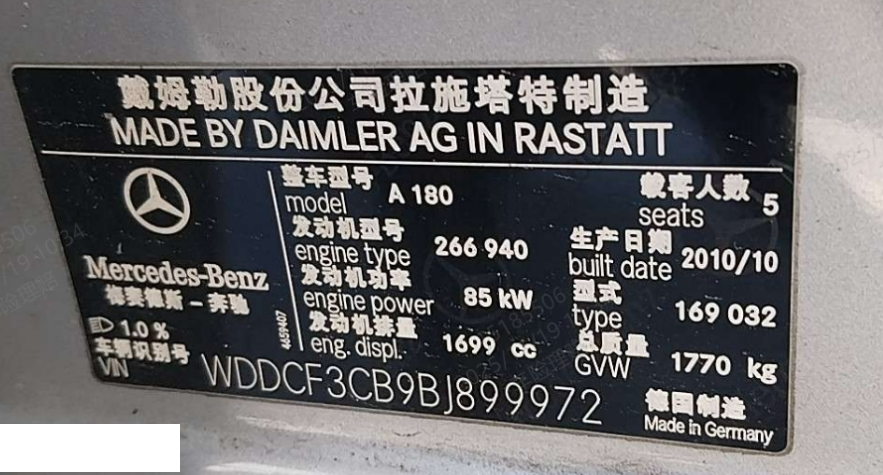 戴姆勒股份公司拉施塔特制造
MADE BY DAIMLER AG IN RASTATT
整车型号 model A 180 载客人数 seats 5
发动机型号 engine type 266 940 生产日期 built date 2010/10
Mercedes-Benz
梅赛德斯－奔驰
发动机功率 engine power 85 kW 型式 type 169 032
1.0 %
4659407
发动机排量 eng. displ. 1699 cc 总质量 GVW 1770 kg
车辆识别号 VIN WDDCF3CB9BJ899972
德国制造
Made in Germany